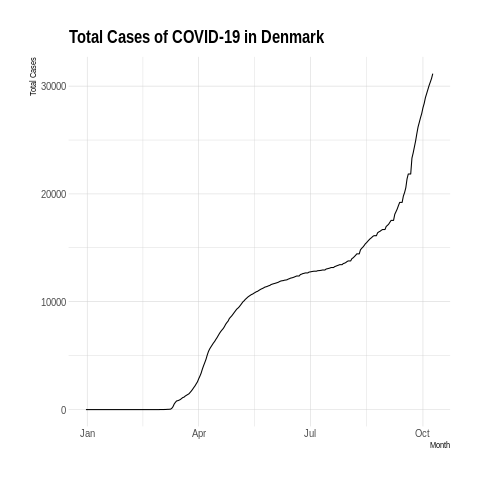 Total Cases of COVID-19 in Denmark
Total Cases
30000
20000
10000
0
Jan Apr Jul Oct
Month